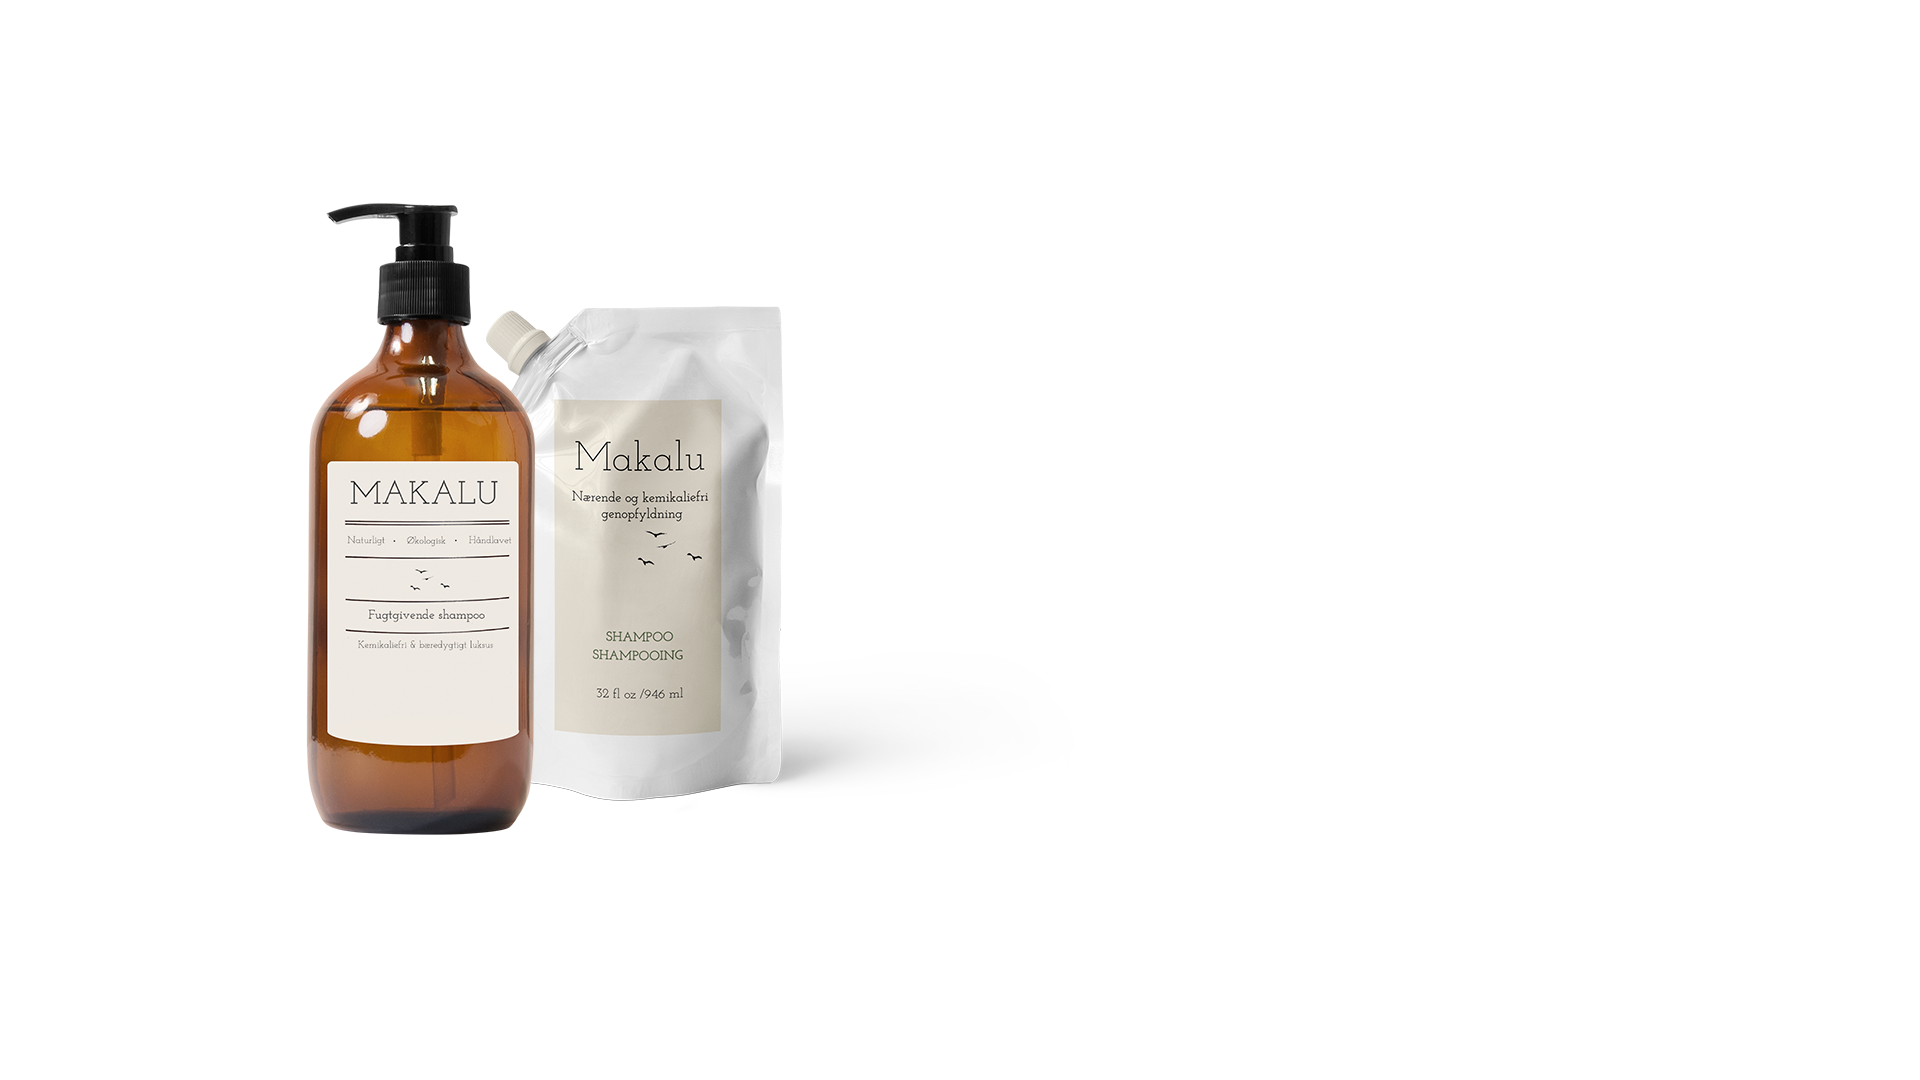 MAKALU
Naturligt • Økologisk • Håndlavet
Fugtgivende shampoo
Kemikaliefri & bæredygtigt luksus
Makalu
Nærende og kemikaliefri
genopfyldning
SHAMPOO
SHAMPOOING
32 fl oz /946 ml